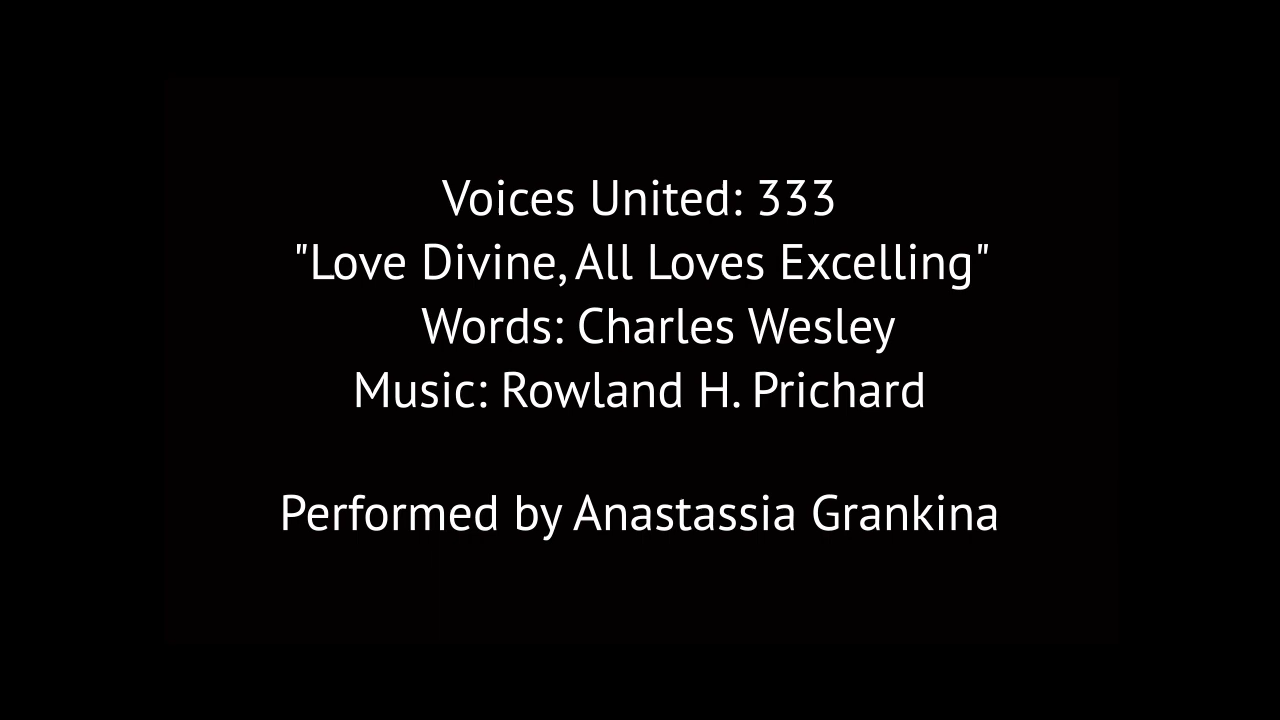 Voices United: 333
"Love Divine, All Loves Excelling"
Words: Charles Wesley
Music: Rowland H. Prichard
Performed by Anastassia Grankina